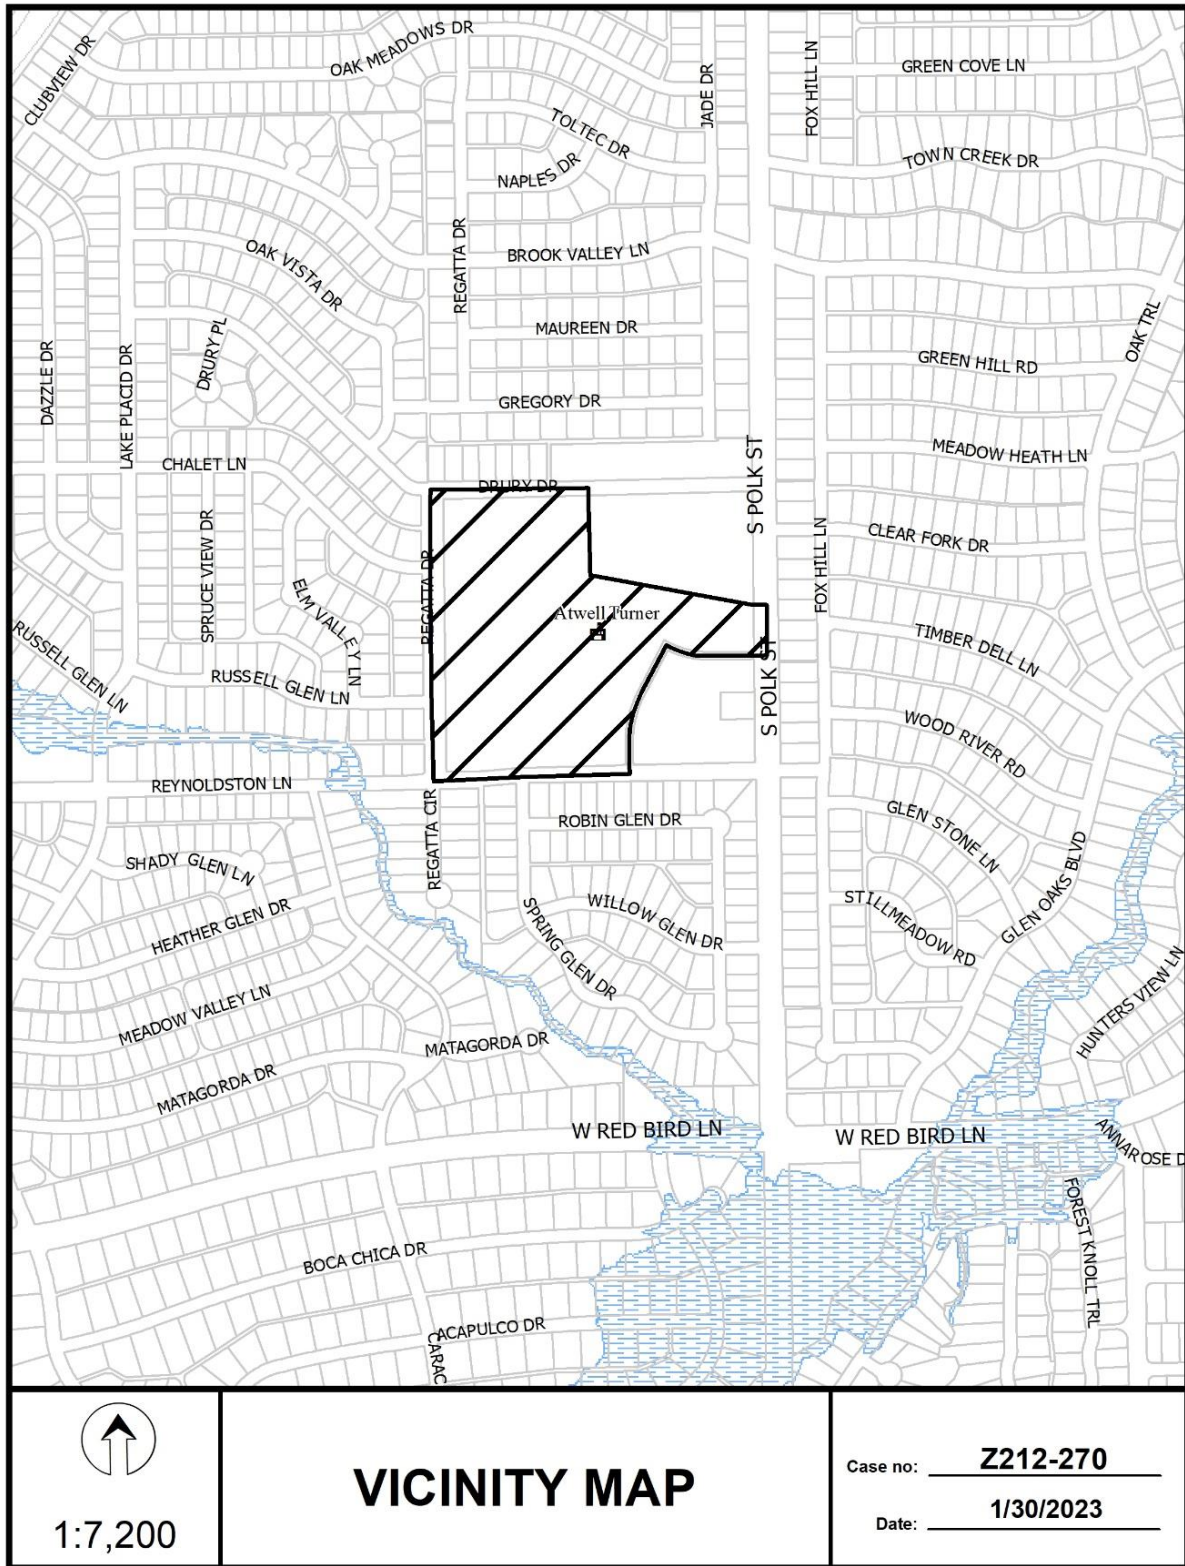 CLUBVIEW DR
OAK MEADOWS DR
JADE DR
FOX HILL LN
GREEN COVE LN
TOLTEC DR
NAPLES DR
TOWN CREEK DR
REGATTA DR
OAK VISTA DR
BROOK VALLEY LN
MAUREEN DR
OAK TRL
DAZZLE DR
LAKE PLACID DR
DRURY PL
GREEN HILL RD
GREGORY DR
CHALET LN
MEADOW HEATH LN
DRURY DR
S POLK ST
SPRUCE VIEW DR
REGATTA DR
FOX HILL LN
CLEAR FORK DR
ELM VALLEY LN
Atwell Turner
RUSSELL GLEN LN
RUSSELL GLEN LN
S POLK ST
TIMBER DELL LN
WOOD RIVER RD
REYNOLDSTON LN
REGATTA CIR
ROBIN GLEN DR
GLEN STONE LN
SHADY GLEN LN
HEATHER GLEN DR
SPRING GLEN DR
WILLOW GLEN DR
STILLMEADOW RD
GLEN OAKS BLVD
MEADOW VALLEY LN
HUNTERS VIEW LN
MATAGORDA DR
MATAGORDA DR
W RED BIRD LN
W RED BIRD LN
ANNAROSE D
FOREST KNOLL TRL
BOCA CHICA DR
ACAPULCO DR
CARAC
1:7,200
VICINITY MAP
Case no: Z212-270
Date: 1/30/2023